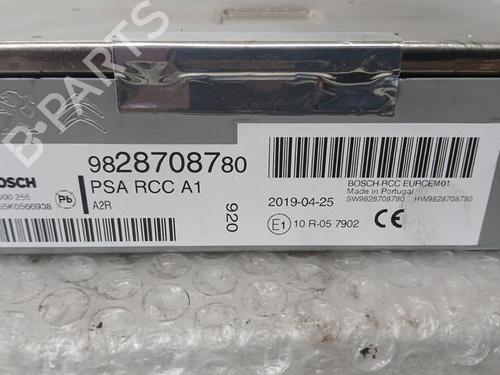 B-PARTS
9828708780
PSA RCC A1
A2R
920
2019-04-25
E1 10 R-05 7902
BOSCH-RCC EURCEM01
Made in Portugal
SW9828708780 HW9828708780
CE
Pb